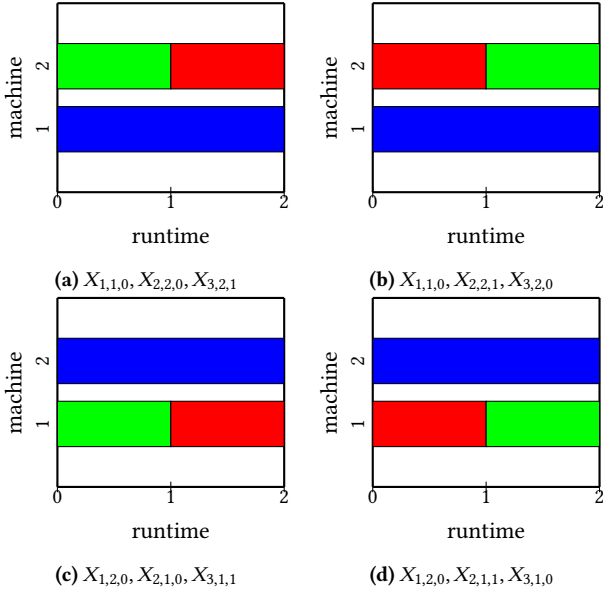 machine
2
1
0 1 2
runtime
(a) X₁,₁,₀, X₂,₂,₀, X₃,₂,₁
machine
2
1
0 1 2
runtime
(b) X₁,₁,₀, X₂,₂,₁, X₃,₂,₀
machine
2
1
0 1 2
runtime
(c) X₁,₂,₀, X₂,₁,₀, X₃,₁,₁
machine
2
1
0 1 2
runtime
(d) X₁,₂,₀, X₂,₁,₁, X₃,₁,₀